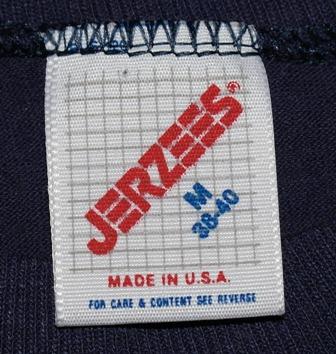 JERZEES®
M
38-40
MADE IN U.S.A.
FOR CARE & CONTENT SEE REVERSE